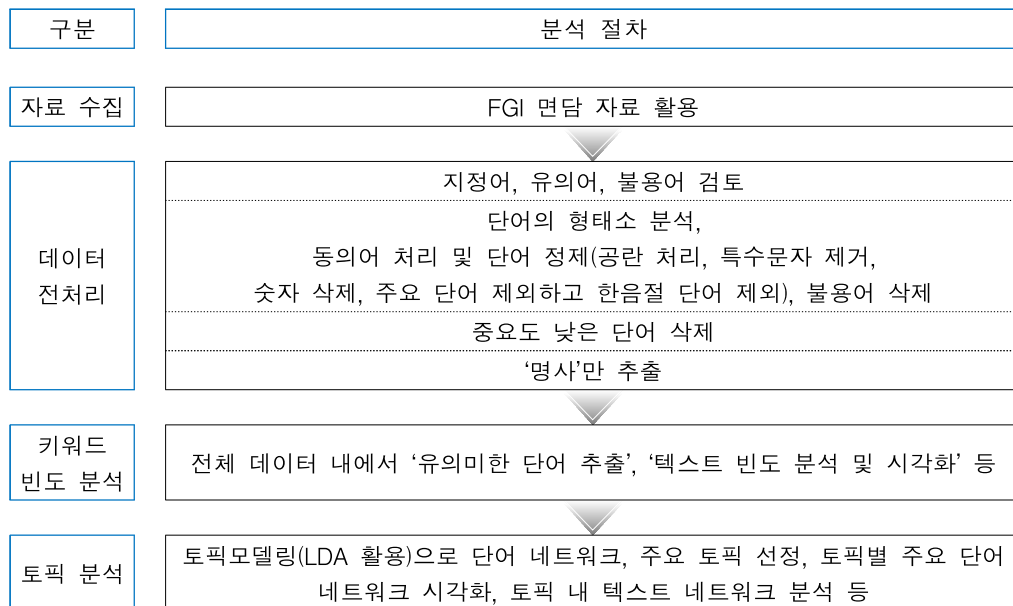 구분
분석 절차
자료 수집
FGI 면담 자료 활용
데이터
전처리
지정어, 유의어, 불용어 검토
단어의 형태소 분석,
동의어 처리 및 단어 정제(공란 처리, 특수문자 제거,
숫자 삭제, 주요 단어 제외하고 한음절 단어 제외), 불용어 삭제
중요도 낮은 단어 삭제
‘명사’만 추출
키워드
빈도 분석
전체 데이터 내에서 ‘유의미한 단어 추출’, ‘텍스트 빈도 분석 및 시각화’ 등
토픽 분석
토픽모델링(LDA 활용)으로 단어 네트워크, 주요 토픽 선정, 토픽별 주요 단어
네트워크 시각화, 토픽 내 텍스트 네트워크 분석 등